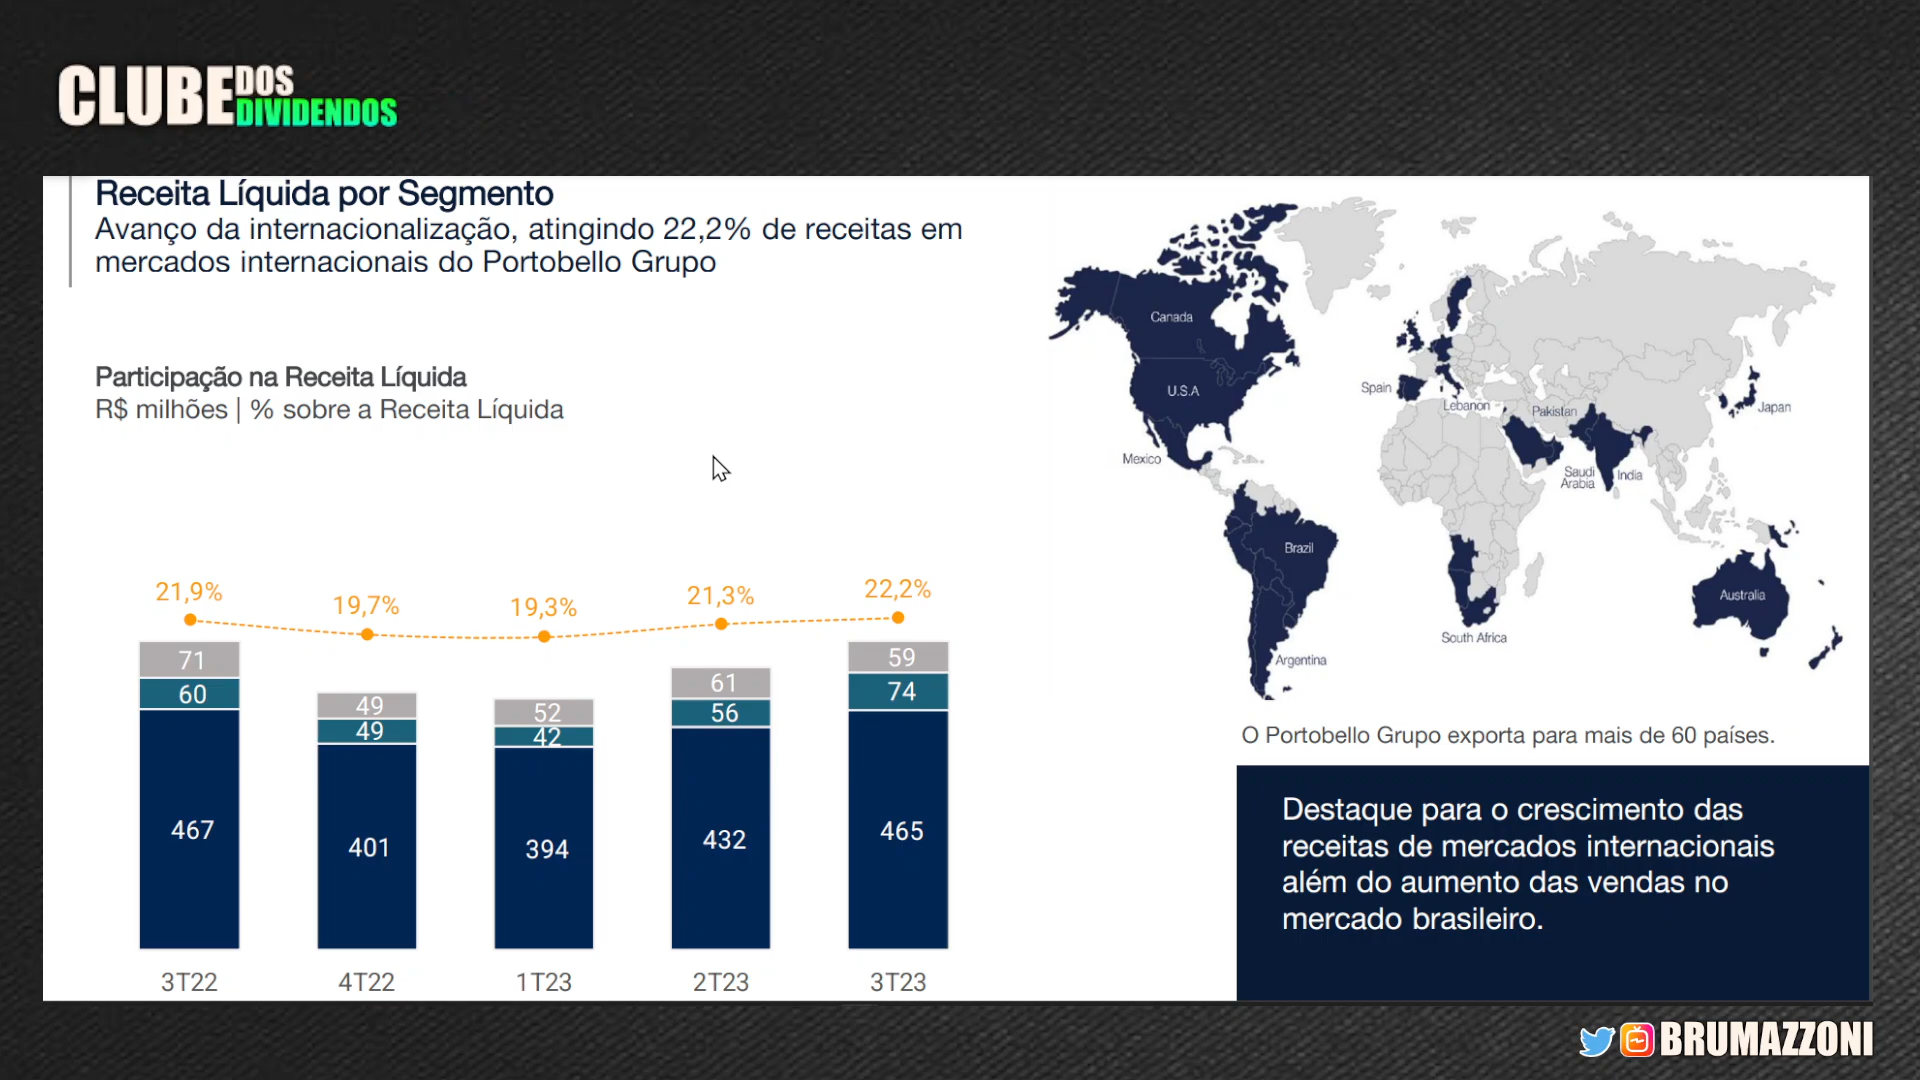 CLUBE DOS
DIVIDENDOS
Receita Líquida por Segmento
Avanço da internacionalização, atingindo 22,2% de receitas em
mercados internacionais do Portobello Grupo
Participação na Receita Líquida
R$ milhões | % sobre a Receita Líquida
21,9%
19,7%
19,3%
21,3%
22,2%
71
49
52
61
59
60
49
42
56
74
467
401
394
432
465
3T22
4T22
1T23
2T23
3T23
Canada
U.S.A
Mexico
Brazil
Argentina
Spain
Lebanon
Pakistan
Japan
Saudi
Arabia
India
South Africa
Australia
O Portobello Grupo exporta para mais de 60 países.
Destaque para o crescimento das
receitas de mercados internacionais
além do aumento das vendas no
mercado brasileiro.
BRUMAZZONI